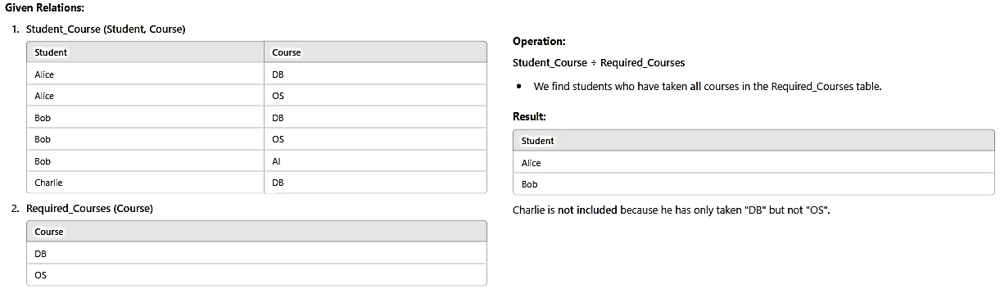 Given Relations:
1. Student_Course (Student, Course)
Student Course
Alice DB
Alice OS
Bob DB
Bob OS
Bob AI
Charlie DB
2. Required_Courses (Course)
Course
DB
OS
Operation:
Student_Course ÷ Required_Courses
• We find students who have taken all courses in the Required_Courses table.
Result:
Student
Alice
Bob
Charlie is not included because he has only taken "DB" but not "OS".